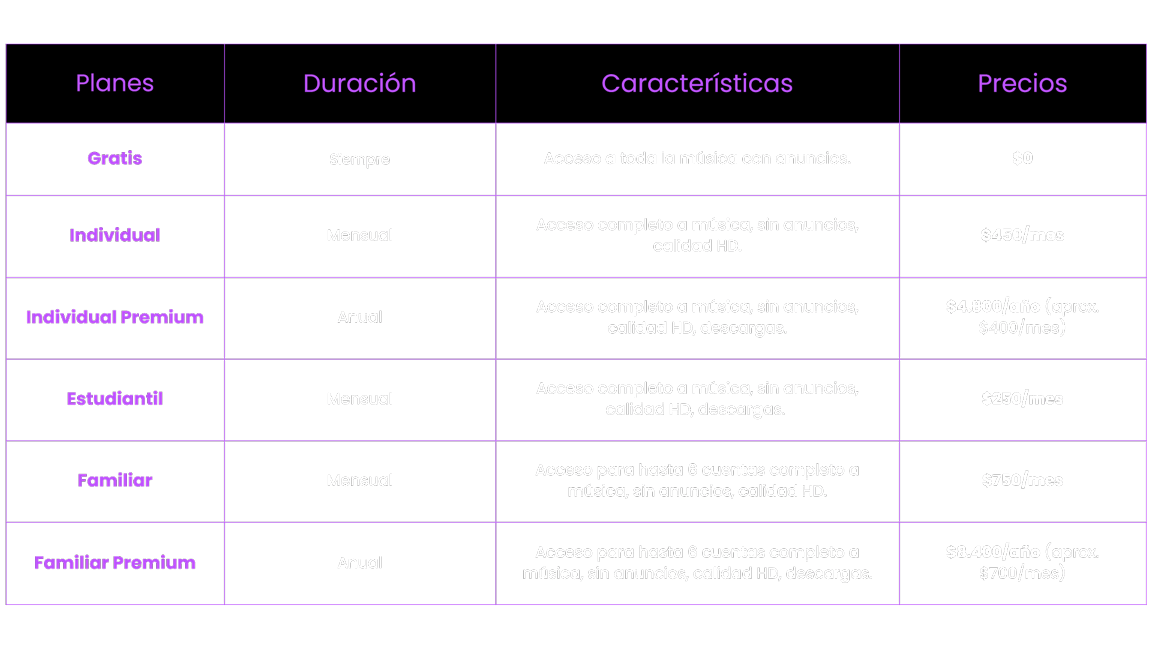 Planes Duración Características Precios
Gratis Siempre Acceso a toda la música con anuncios. $0
Individual Mensual Acceso completo a música, sin anuncios, $450/mes
calidad HD.
Individual Premium Anual Acceso completo a música, sin anuncios, $4.800/año (aprox.
calidad HD, descargas. $400/mes)
Estudiantil Mensual Acceso completo a música, sin anuncios, $250/mes
calidad HD, descargas.
Familiar Mensual Acceso para hasta 6 cuentas completo a $750/mes
música, sin anuncios, calidad HD.
Familiar Premium Anual Acceso para hasta 6 cuentas completo a $8.400/año (aprox.
música, sin anuncios, calidad HD, descargas. $700/mes)